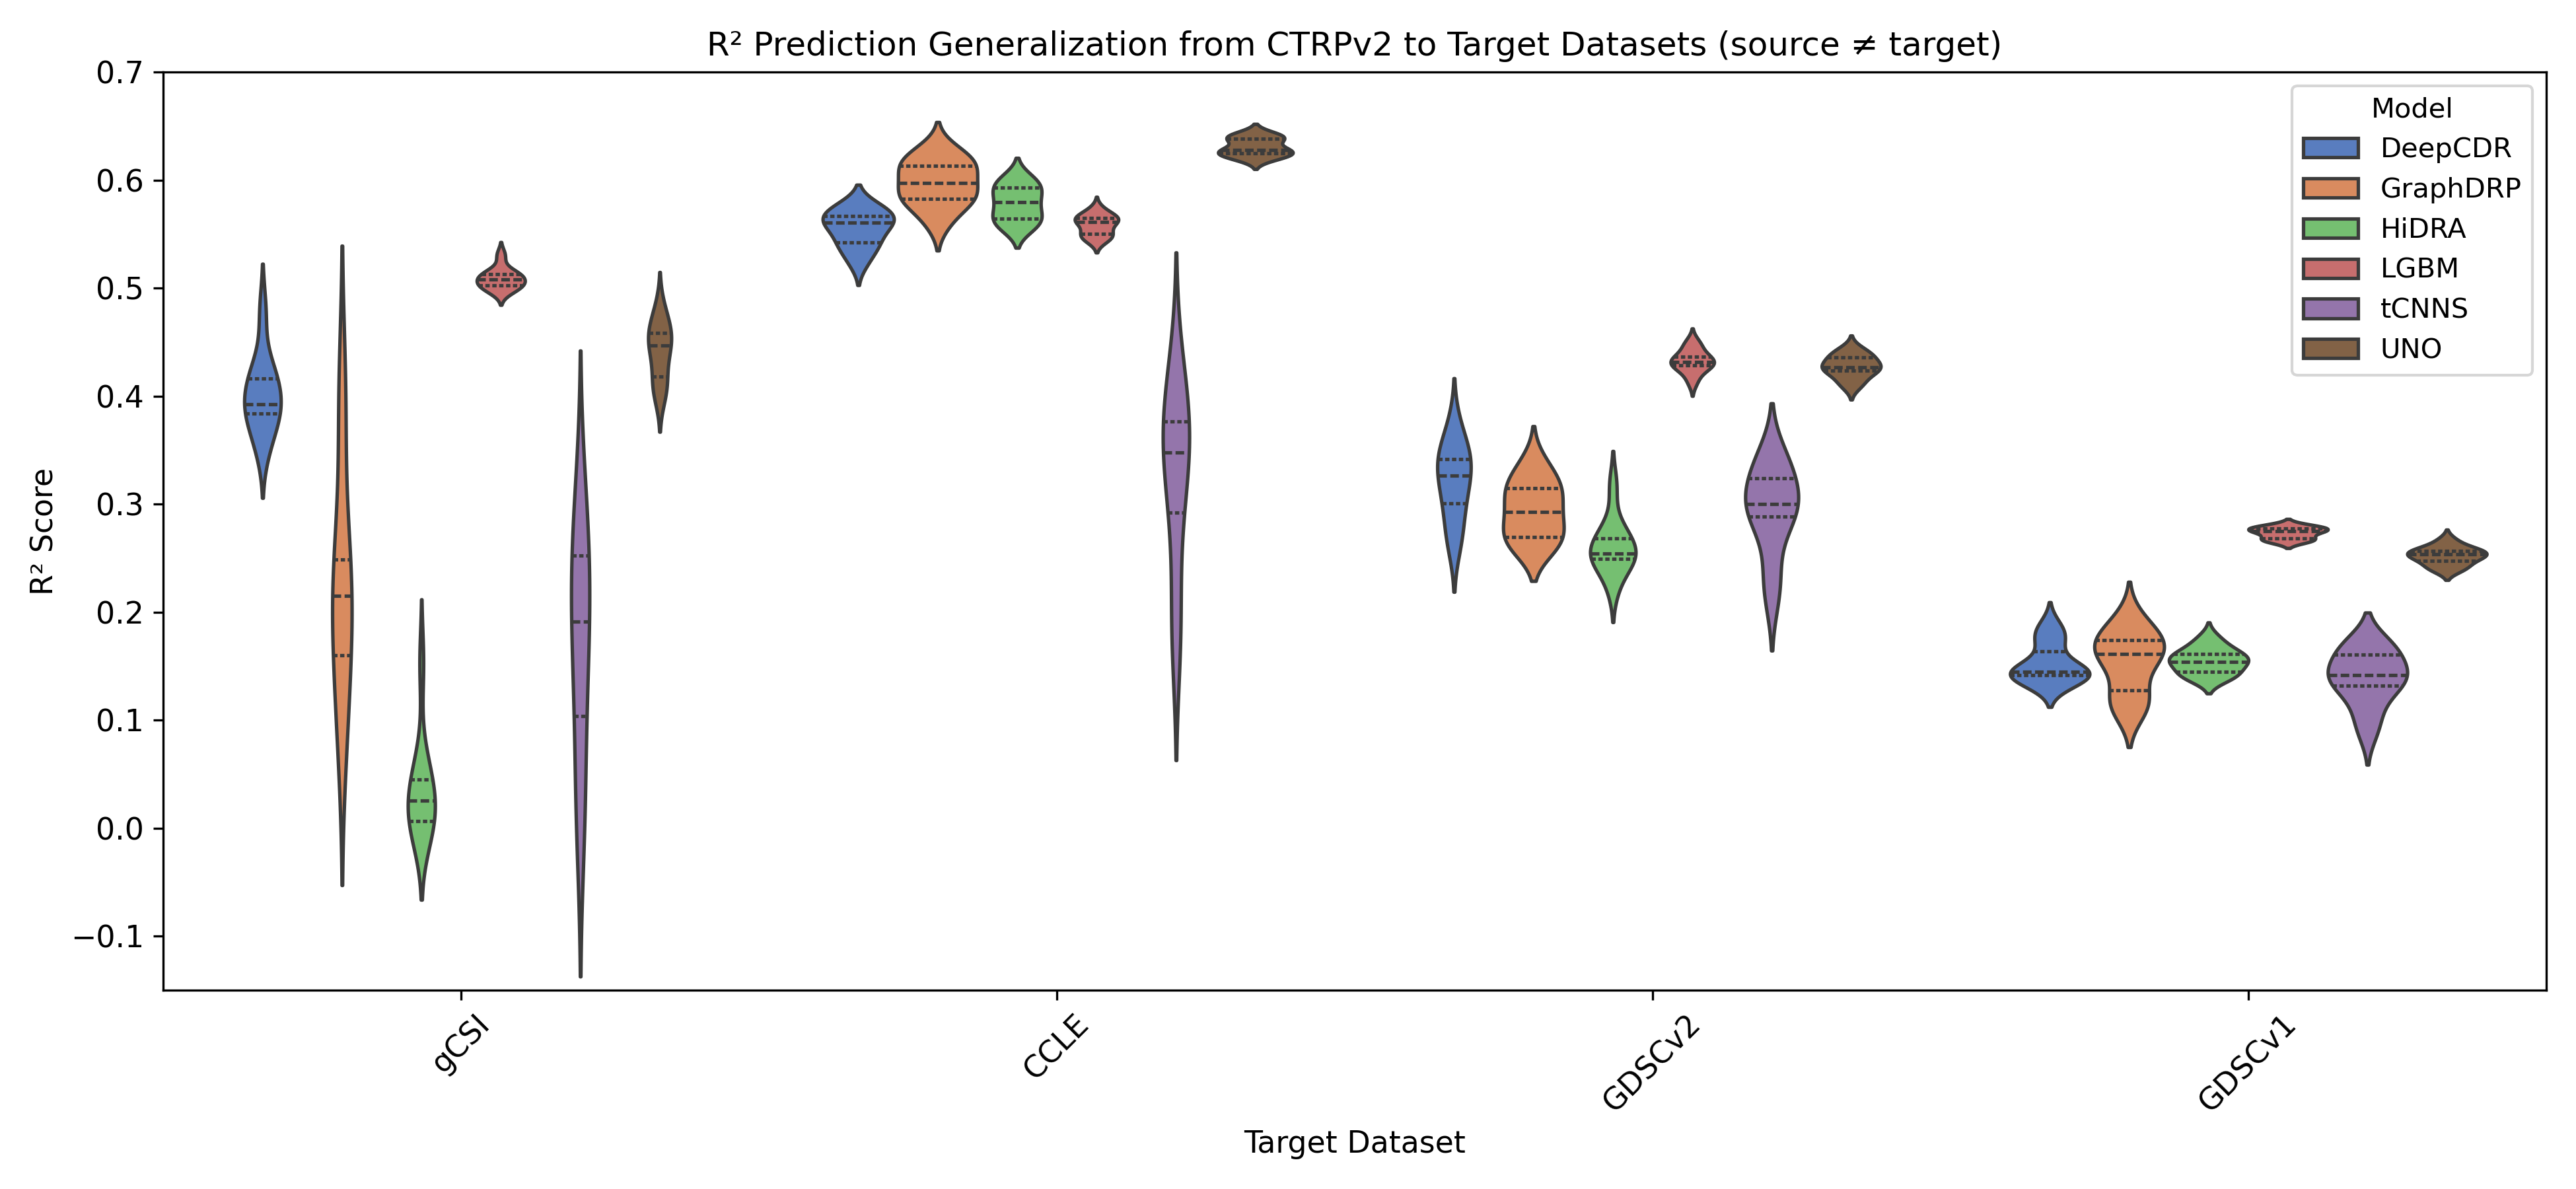 R² Prediction Generalization from CTRPv2 to Target Datasets (source ≠ target)
0.7
0.6
0.5
0.4
0.3
0.2
0.1
0.0
−0.1
R² Score
Model
DeepCDR
GraphDRP
HiDRA
LGBM
tCNNS
UNO
gCSI
CCLE
GDSCv2
GDSCv1
Target Dataset